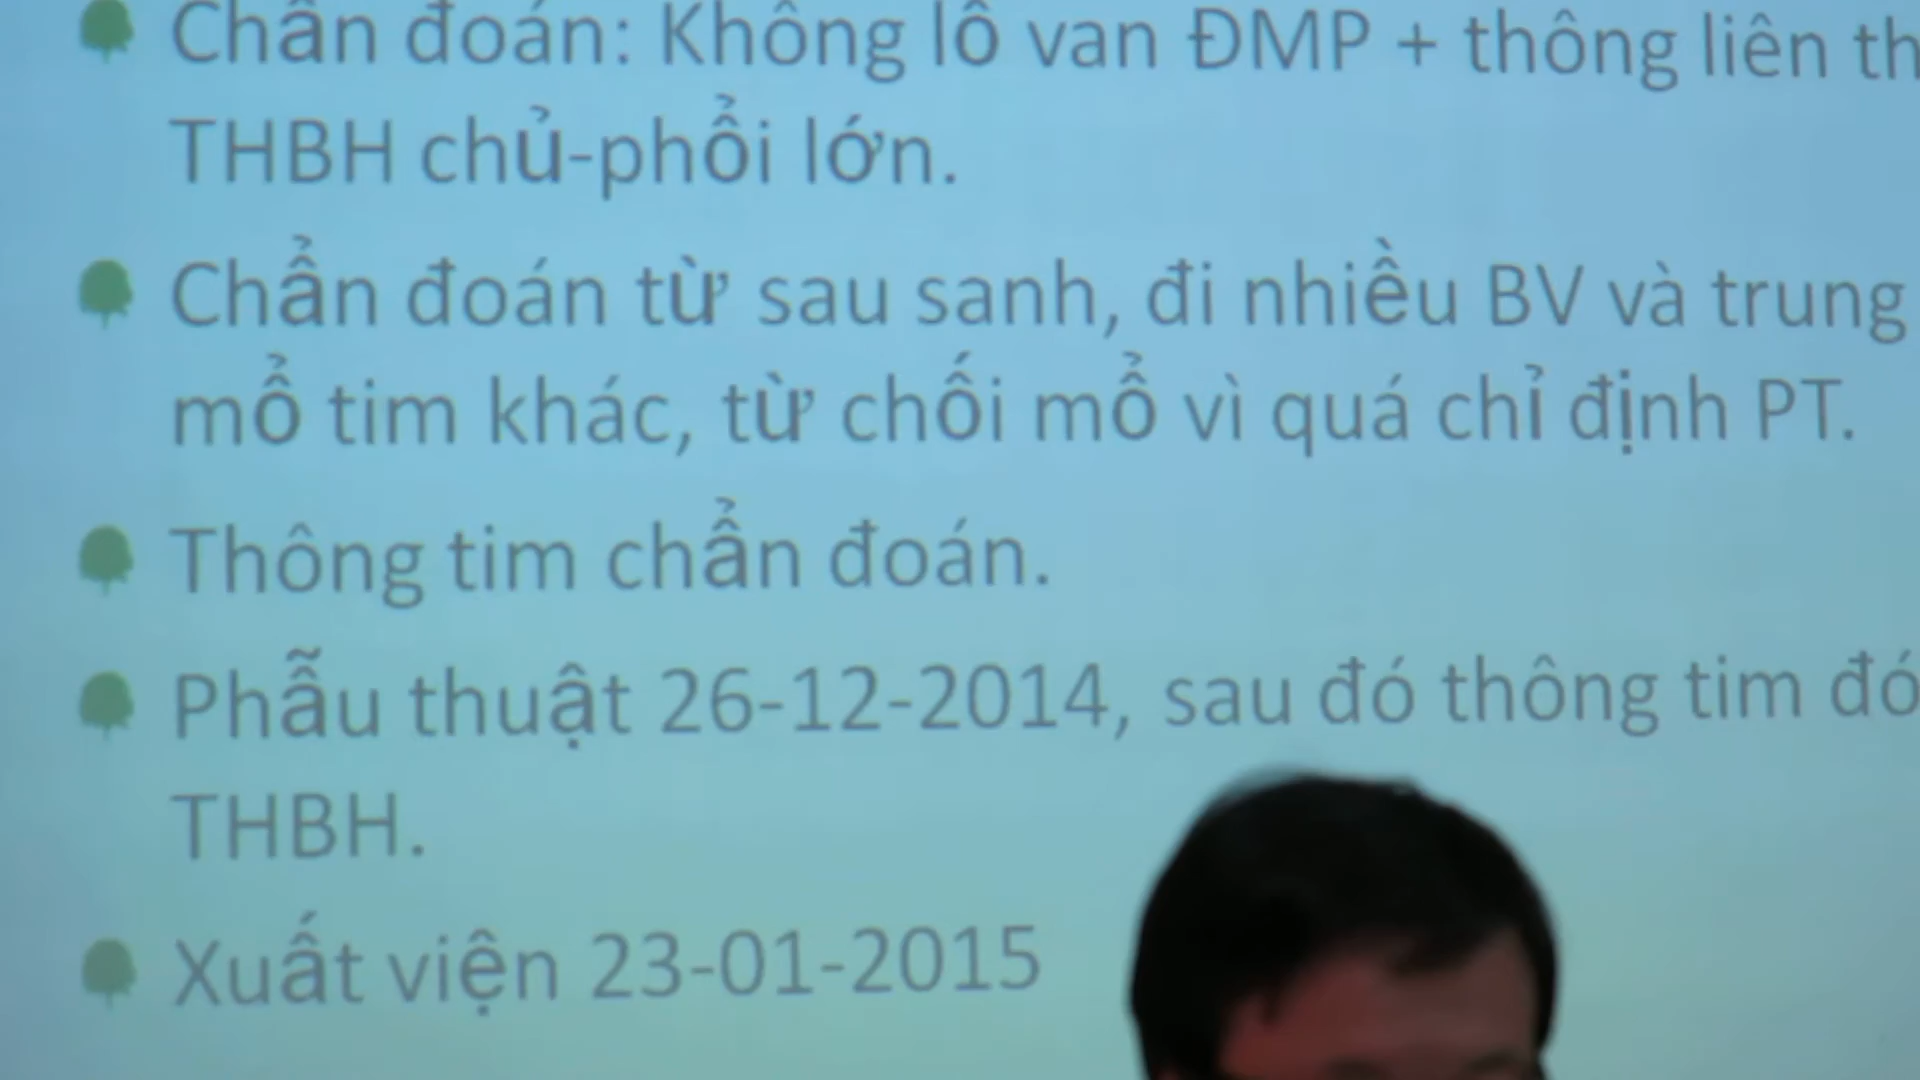 Chẩn đoán: Không lỗ van ĐMP + thông liên th
THBH chủ-phổi lớn.
Chẩn đoán từ sau sanh, đi nhiều BV và trung
mổ tim khác, từ chối mổ vì quá chỉ định PT.
Thông tim chẩn đoán.
Phẫu thuật 26-12-2014, sau đó thông tim đó
THBH.
Xuất viện 23-01-2015